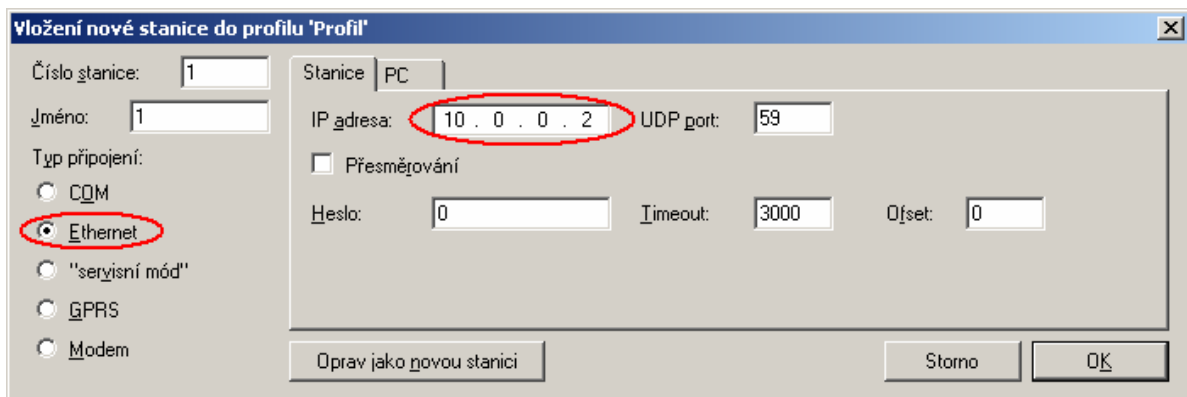 Vložení nové stanice do profilu 'Profil'
Číslo stanice: 1
Jméno: 1
Typ připojení:
COM
Ethernet
"servisní mód"
GPRS
Modem
Stanice PC
IP adresa: 10 . 0 . 0 . 2 UDP port: 59
Přesměrování
Heslo: 0 Timeout: 3000 Ofset: 0
Oprav jako novou stanici Storno OK